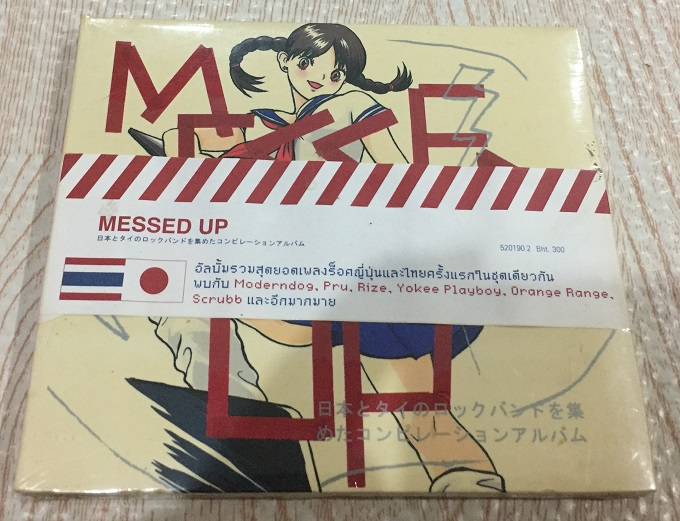 MESSED UP
MESSED UP
日本とタイのロックバンドを集めたコンピレーションアルバム
520190.2 Bht. 300
อัลบั้มรวมสุดยอดเพลงร็อคญี่ปุ่นและไทยครั้งแรกในชุดเดียวกัน
พบกับ Moderndog, Pru, Rize, Yokee Playboy, Orange Range,
Scrubb และอีกมากมาย
日本とタイのロックバンドを集
めたコンピレーションアルバム